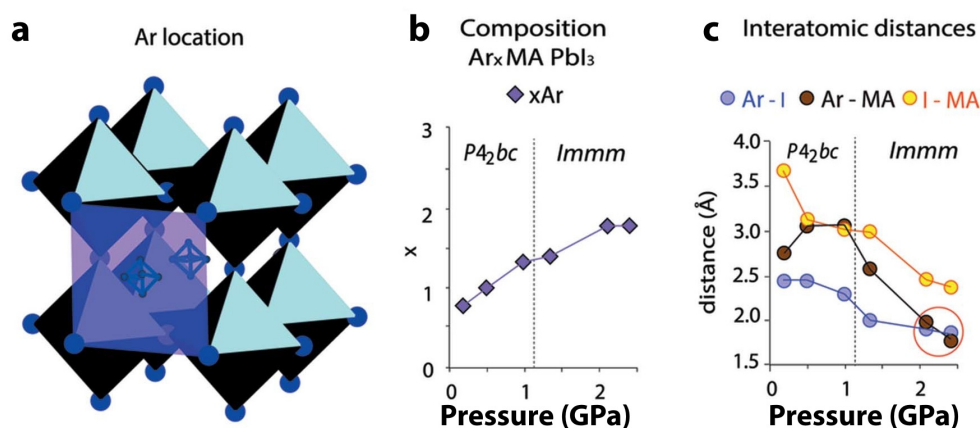 a
Ar location
b
Composition
ArₓMA PbI₃
xAr
3
2
1
0
x
P4₂bc
Immm
0
1
2
Pressure (GPa)
c
Interatomic distances
Ar - I
Ar - MA
I - MA
4.0
3.5
3.0
2.5
2.0
1.5
distance (Å)
P4₂bc
Immm
0
1
2
Pressure (GPa)